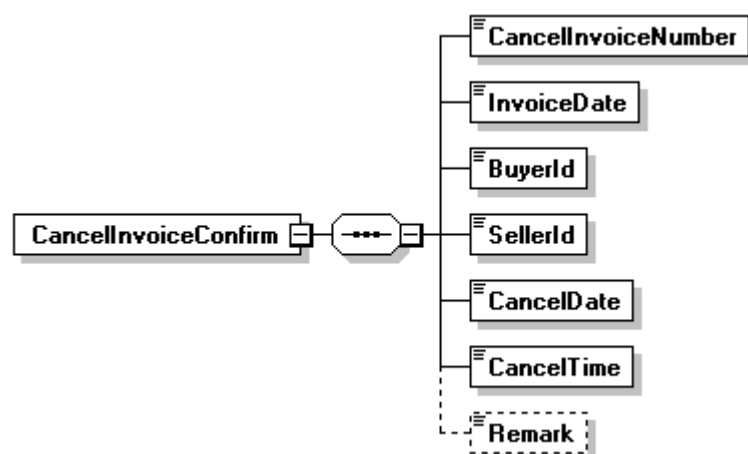 CancelInvoiceNumber
InvoiceDate
BuyerId
SellerId
CancelInvoiceConfirm
CancelDate
CancelTime
Remark